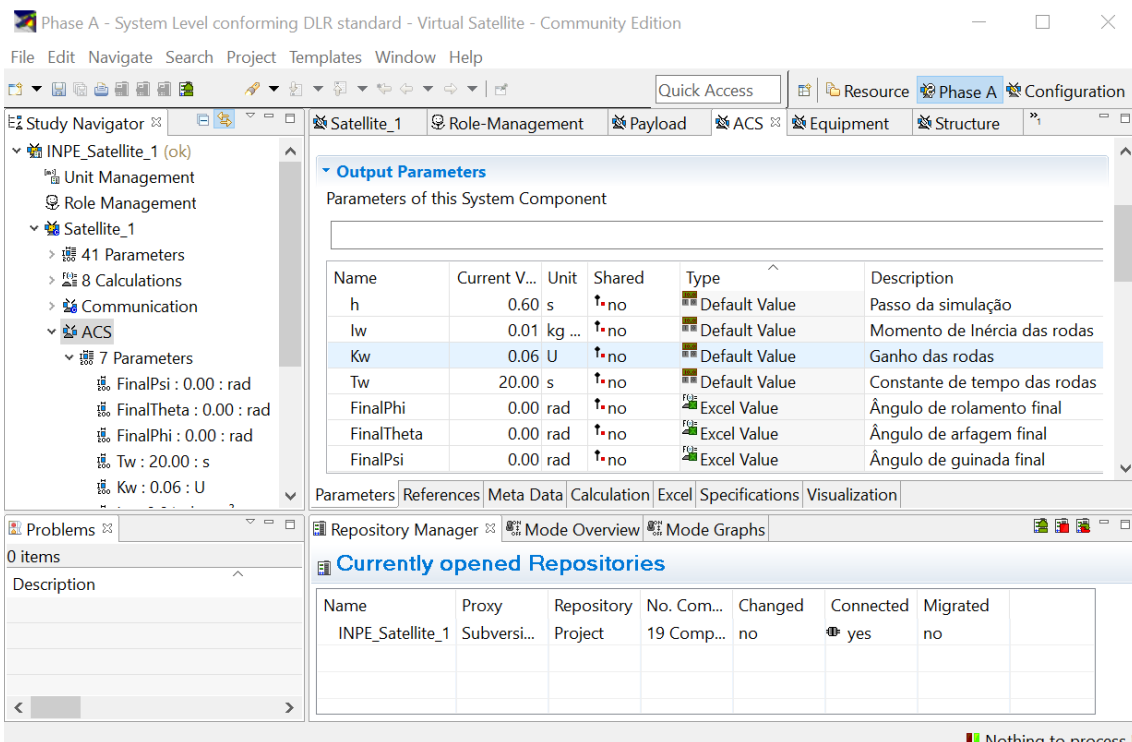 Phase A - System Level conforming DLR standard - Virtual Satellite - Community Edition
File Edit Navigate Search Project Templates Window Help
Quick Access Resource Phase A Configuration
Study Navigator
INPE_Satellite_1 (ok)
Unit Management
Role Management
Satellite_1
41 Parameters
8 Calculations
Communication
ACS
7 Parameters
FinalPsi : 0.00 : rad
FinalTheta : 0.00 : rad
FinalPhi : 0.00 : rad
Tw : 20.00 : s
Kw : 0.06 : U
Satellite_1 Role-Management Payload ACS Equipment Structure
Output Parameters
Parameters of this System Component
Name Current V... Unit Shared Type Description
h 0.60 s no Default Value Passo da simulação
Iw 0.01 kg ... no Default Value Momento de Inércia das rodas
Kw 0.06 U no Default Value Ganho das rodas
Tw 20.00 s no Default Value Constante de tempo das rodas
FinalPhi 0.00 rad no Excel Value Ângulo de rolamento final
FinalTheta 0.00 rad no Excel Value Ângulo de arfagem final
FinalPsi 0.00 rad no Excel Value Ângulo de guinada final
Parameters References Meta Data Calculation Excel Specifications Visualization
Problems
0 items
Description
Repository Manager Mode Overview Mode Graphs
Currently opened Repositories
Name Proxy Repository No. Com... Changed Connected Migrated
INPE_Satellite_1 Subversi... Project 19 Comp... no yes no
Nothing to process